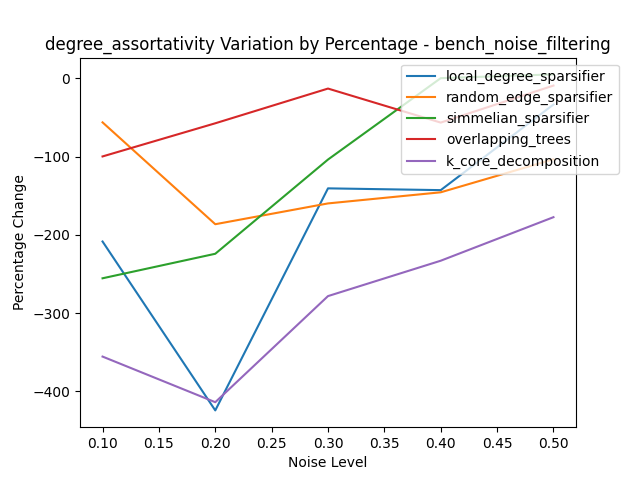 degree_assortativity Variation by Percentage - bench_noise_filtering
local_degree_sparsifier
random_edge_sparsifier
simmelian_sparsifier
overlapping_trees
k_core_decomposition
Percentage Change
0
−100
−200
−300
−400
0.10 0.15 0.20 0.25 0.30 0.35 0.40 0.45 0.50
Noise Level